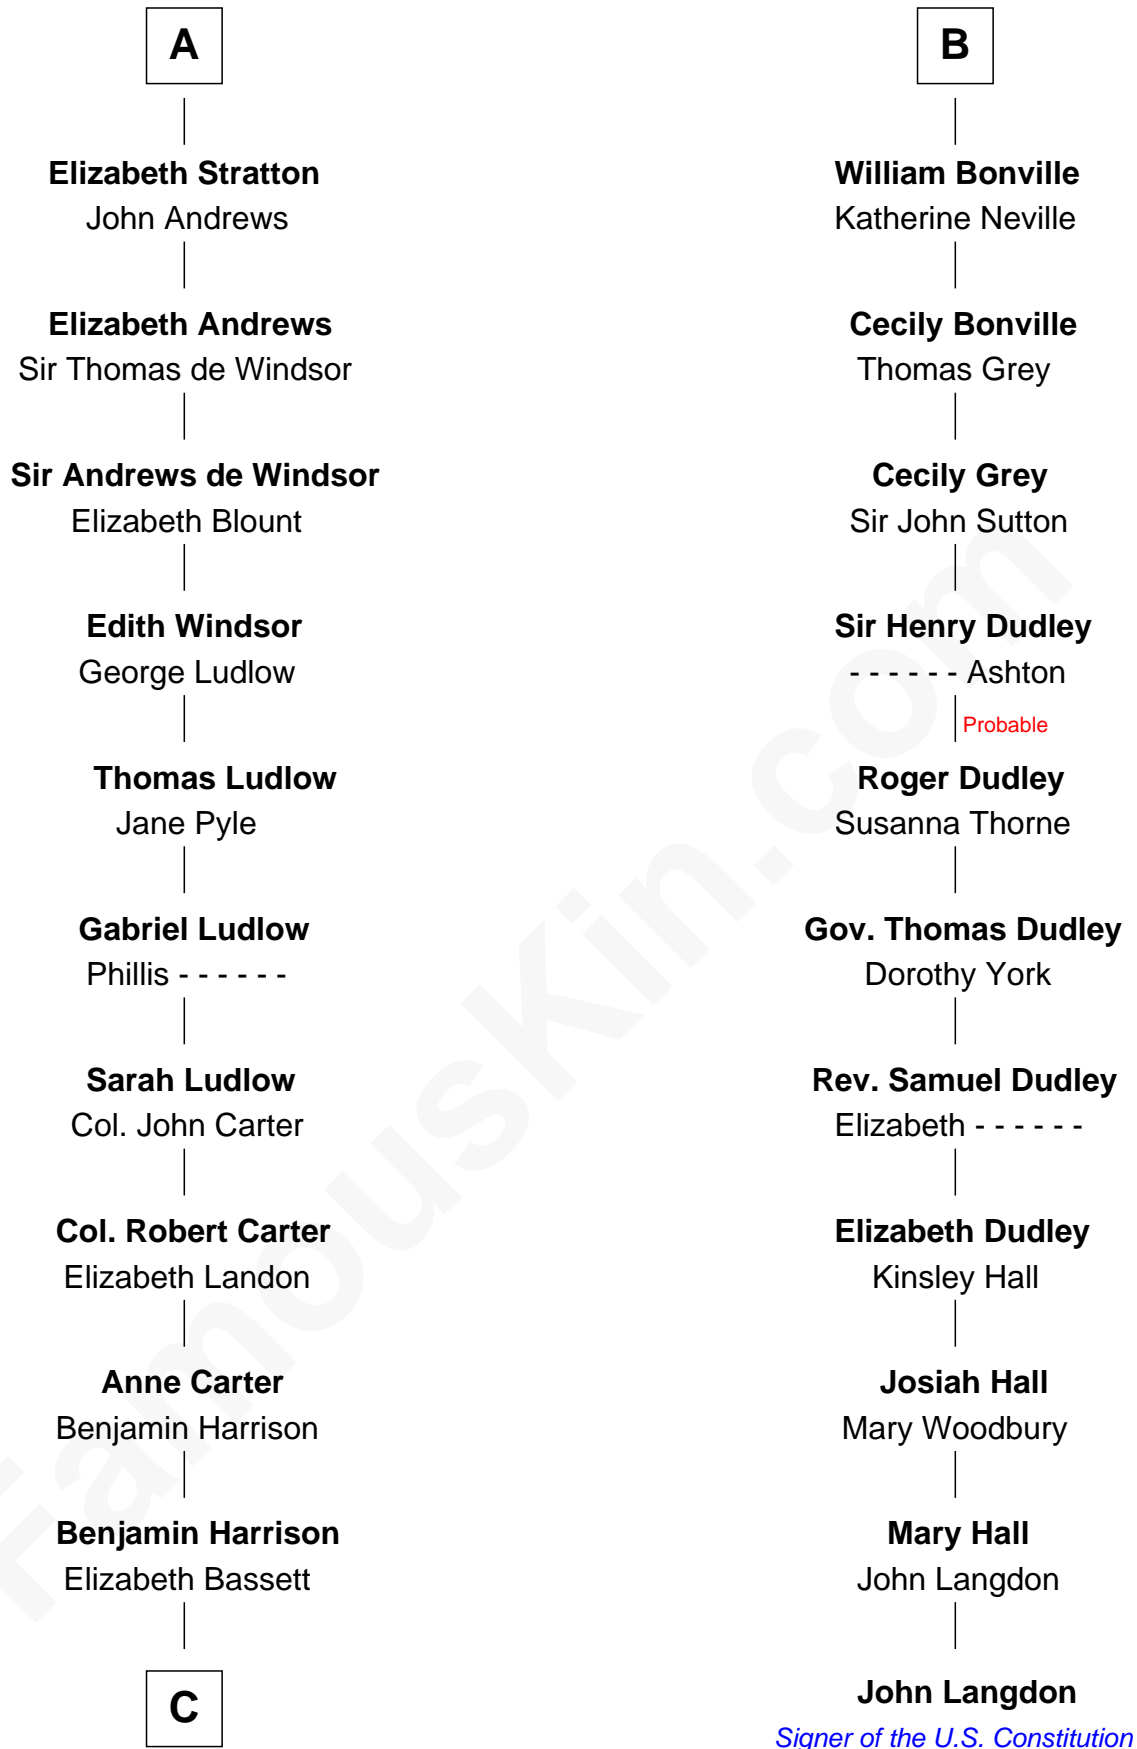 A
Elizabeth Stratton
John Andrews
Elizabeth Andrews
Sir Thomas de Windsor
Sir Andrews de Windsor
Elizabeth Blount
Edith Windsor
George Ludlow
Thomas Ludlow
Jane Pyle
Gabriel Ludlow
Phillis - - - - - -
Sarah Ludlow
Col. John Carter
Col. Robert Carter
Elizabeth Landon
Anne Carter
Benjamin Harrison
Benjamin Harrison
Elizabeth Bassett
C
B
William Bonville
Katherine Neville
Cecily Bonville
Thomas Grey
Cecily Grey
Sir John Sutton
Sir Henry Dudley
- - - - - - Ashton
Probable
Roger Dudley
Susanna Thorne
Gov. Thomas Dudley
Dorothy York
Rev. Samuel Dudley
Elizabeth - - - - - -
Elizabeth Dudley
Kinsley Hall
Josiah Hall
Mary Woodbury
Mary Hall
John Langdon
John Langdon
Signer of the U.S. Constitution
FamousKin.com